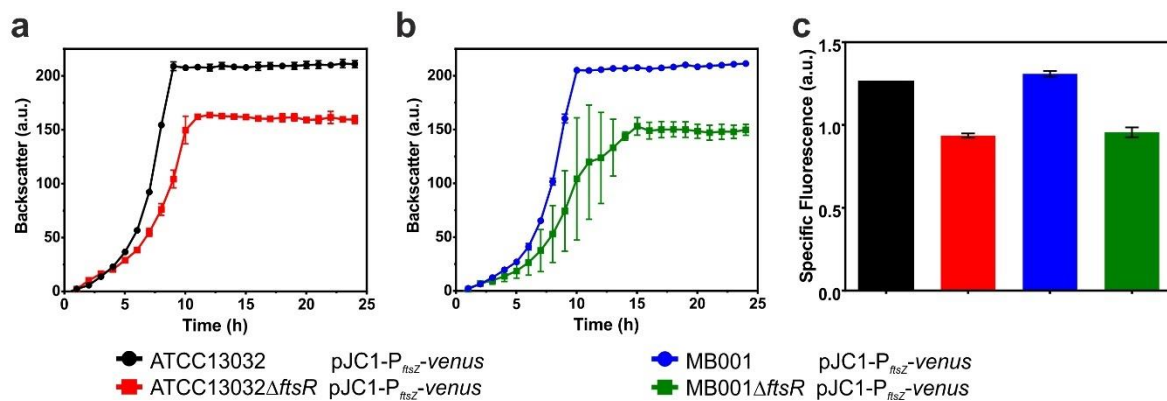 a
Backscatter (a.u.)
200
150
100
50
0
0 5 10 15 20 25
Time (h)
b
Backscatter (a.u.)
200
150
100
50
0
0 5 10 15 20 25
Time (h)
c
Specific Fluorescence (a.u.)
1.5
1.0
0.5
0.0
ATCC13032 pJC1-PftsZ-venus
ATCC13032ΔftsR pJC1-PftsZ-venus
MB001 pJC1-PftsZ-venus
MB001ΔftsR pJC1-PftsZ-venus